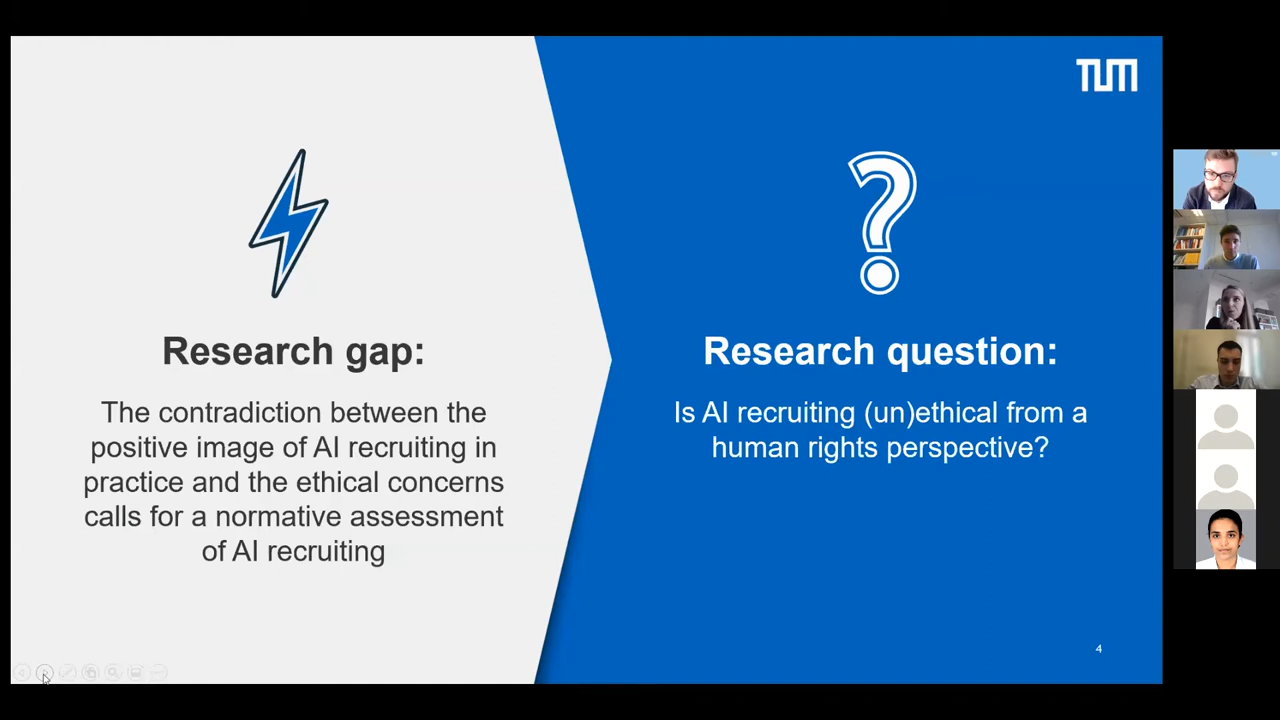 TUM
Research gap:
The contradiction between the
positive image of AI recruiting in
practice and the ethical concerns
calls for a normative assessment
of AI recruiting
Research question:
Is AI recruiting (un)ethical from a
human rights perspective?
4